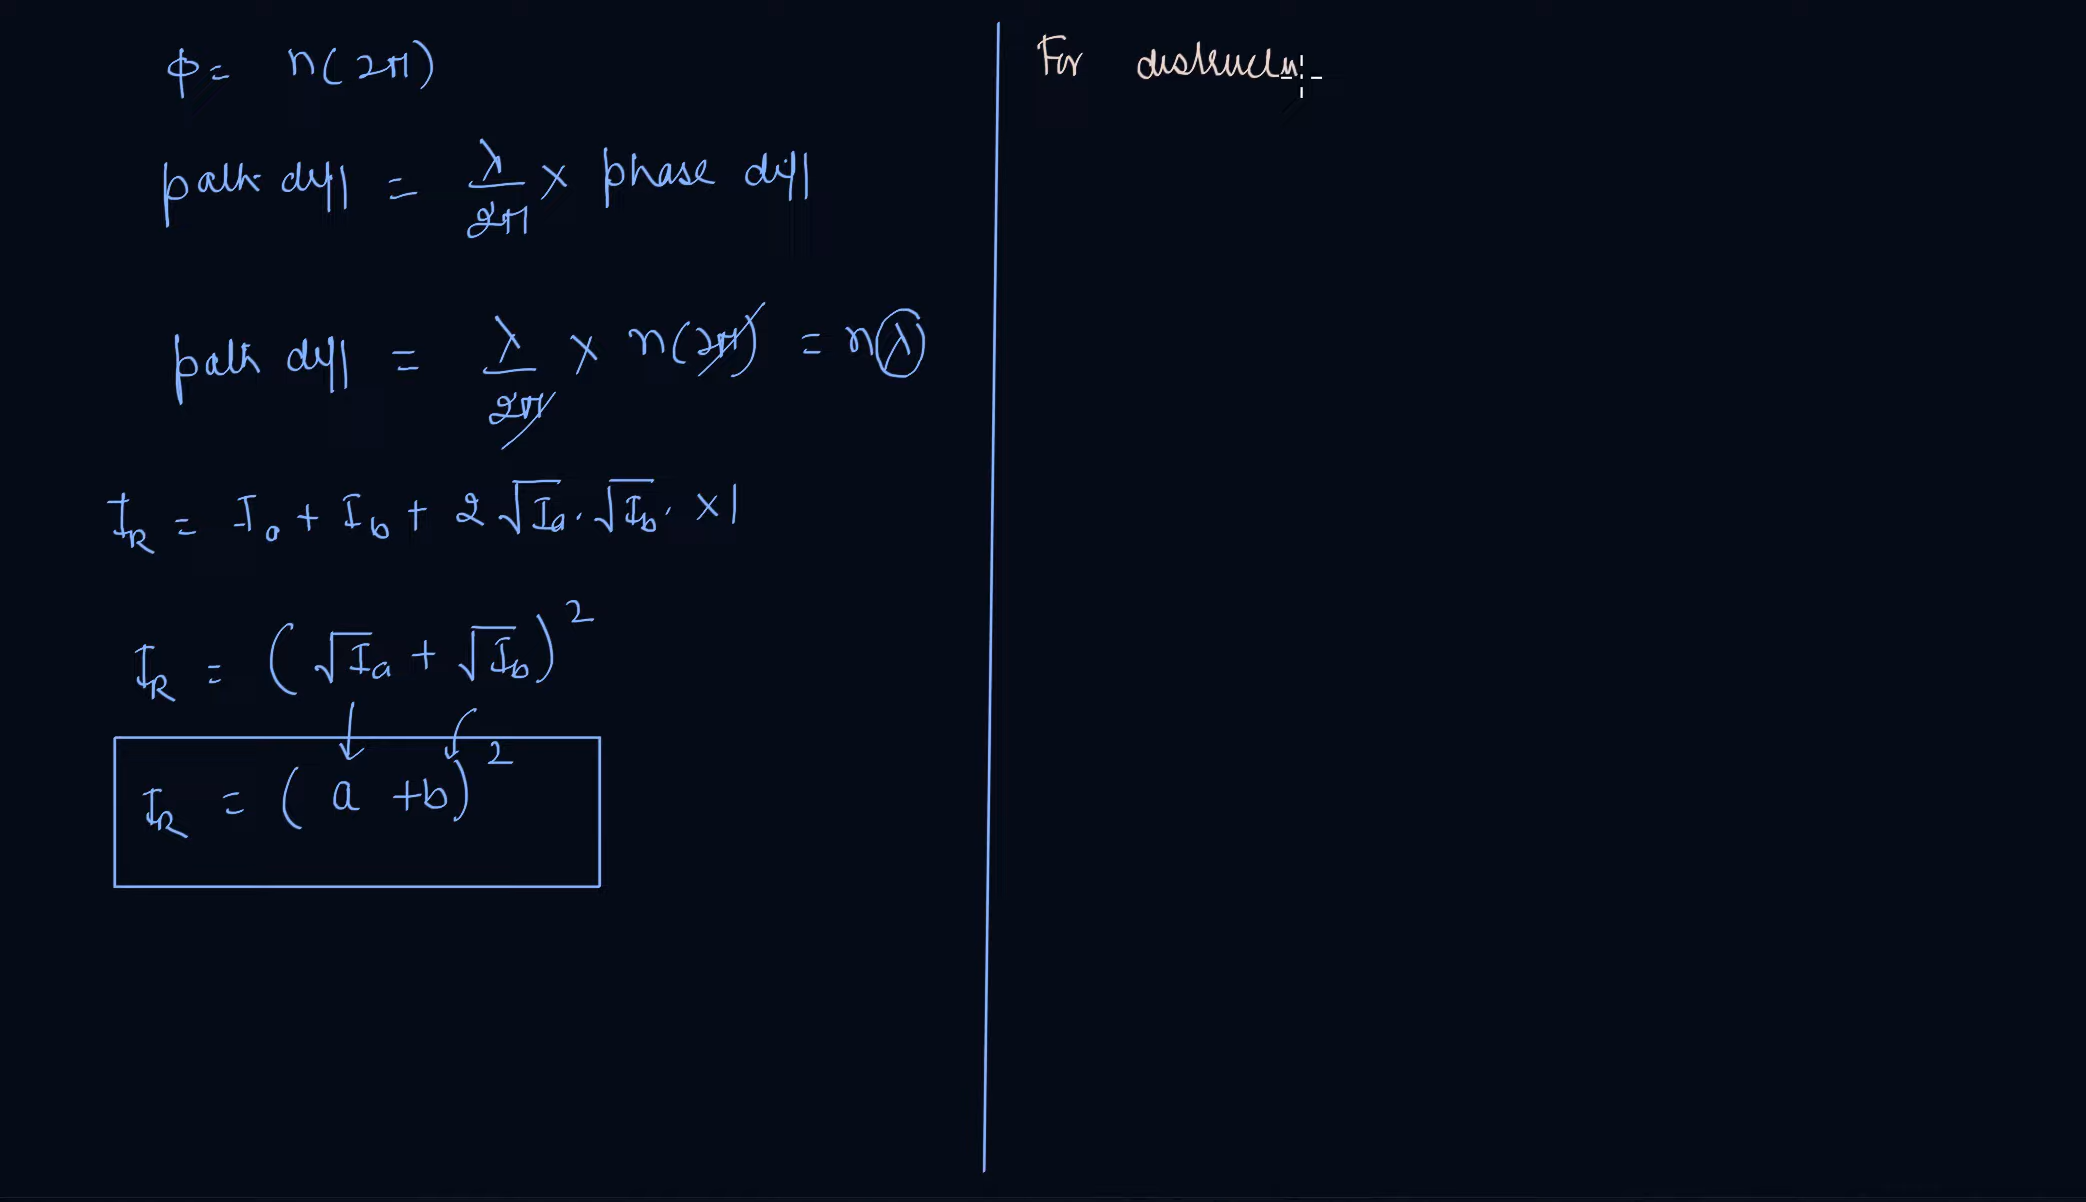 φ = n(2π)
path diff = λ/2π × phase diff
path diff = λ/2π × n(2π) = nλ
I_R = I_a + I_b + 2 √I_a · √I_b · × 1
I_R = (√I_a + √I_b)²
I_R = (a + b)²
For